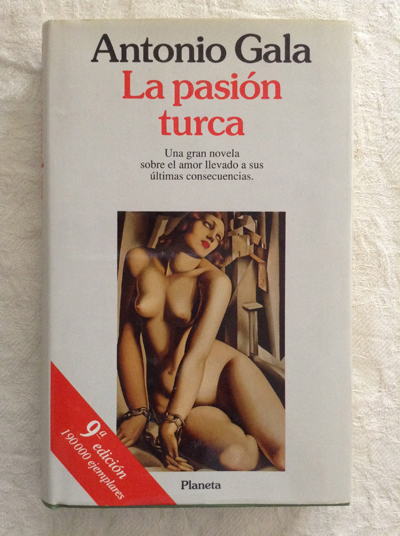 Antonio Gala
La pasión
turca
Una gran novela
sobre el amor llevado a sus
últimas consecuencias.
9ª edición
190 000 ejemplares
Planeta